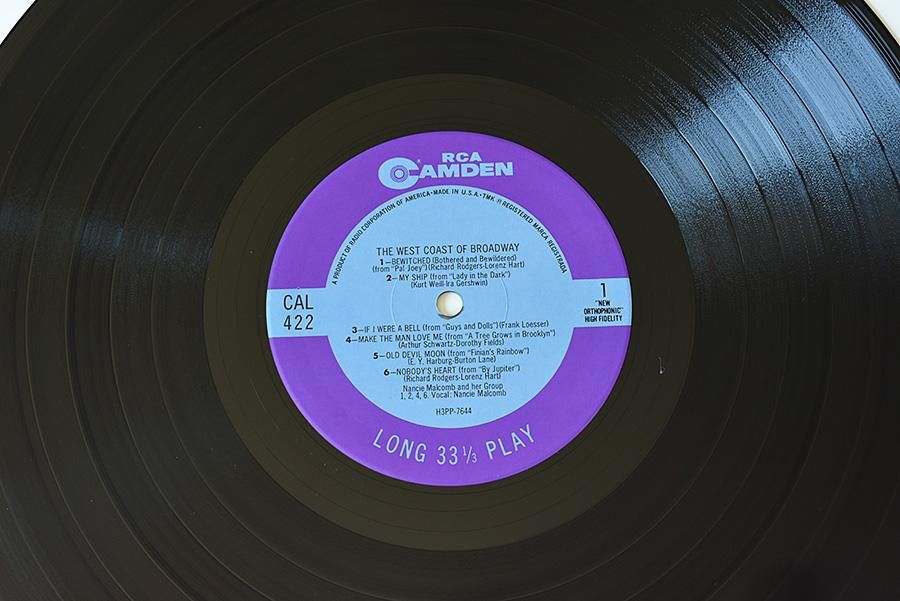 RCA
CAMDEN
A PRODUCT OF RADIO CORPORATION OF AMERICA • MADE IN U.S.A. • TMK ® REGISTERED MARCA REGISTRADA
THE WEST COAST OF BROADWAY
1—BEWITCHED (Bothered and Bewildered)
(from "Pal Joey") (Richard Rodgers-Lorenz Hart)
2—MY SHIP (from "Lady in the Dark")
(Kurt Weill-Ira Gershwin)
CAL
422
1
"NEW
ORTHOPHONIC"
HIGH FIDELITY
3—IF I WERE A BELL (from "Guys and Dolls") (Frank Loesser)
4—MAKE THE MAN LOVE ME (from "A Tree Grows in Brooklyn")
(Arthur Schwartz-Dorothy Fields)
5—OLD DEVIL MOON (from "Finian's Rainbow")
(E. Y. Harburg-Burton Lane)
6—NOBODY'S HEART (from "By Jupiter")
(Richard Rodgers-Lorenz Hart)
Nancie Malcomb and her Group
1, 2, 4, 6. Vocal: Nancie Malcomb
H3PP-7644
LONG 33 1/3 PLAY